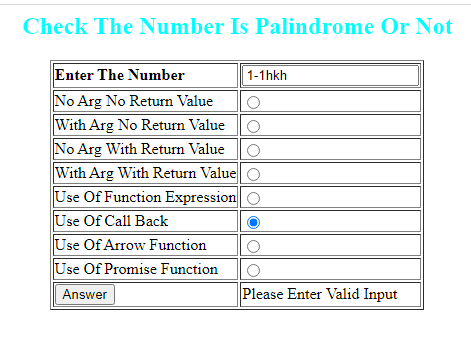 Check The Number Is Palindrome Or Not
Enter The Number 1-1hkh
No Arg No Return Value
With Arg No Return Value
No Arg With Return Value
With Arg With Return Value
Use Of Function Expression
Use Of Call Back
Use Of Arrow Function
Use Of Promise Function
Answer Please Enter Valid Input